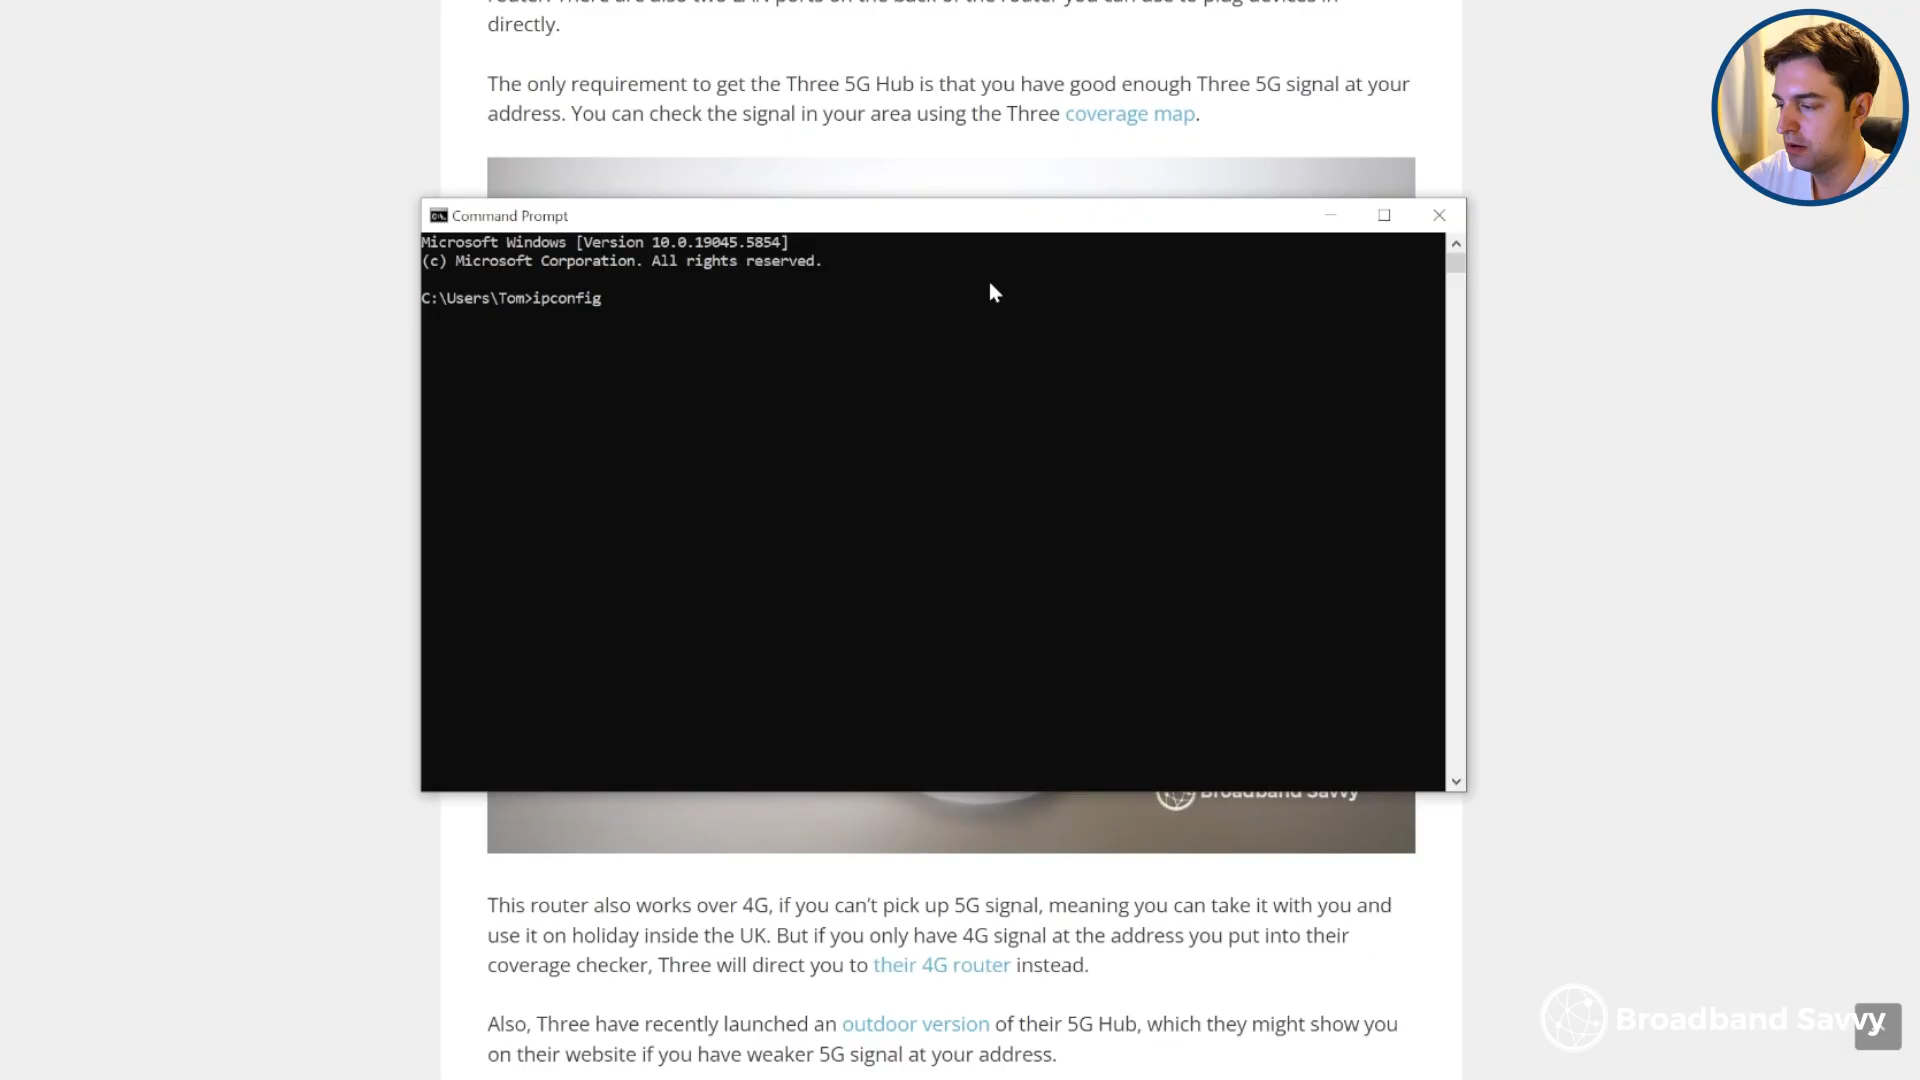 directly.
The only requirement to get the Three 5G Hub is that you have good enough Three 5G signal at your
address. You can check the signal in your area using the Three coverage map.
Command Prompt
Microsoft Windows [Version 10.0.19045.5854]
(c) Microsoft Corporation. All rights reserved.
C:\Users\Tom>ipconfig
Broadband Savvy
This router also works over 4G, if you can't pick up 5G signal, meaning you can take it with you and
use it on holiday inside the UK. But if you only have 4G signal at the address you put into their
coverage checker, Three will direct you to their 4G router instead.
Also, Three have recently launched an outdoor version of their 5G Hub, which they might show you
on their website if you have weaker 5G signal at your address.
Broadband Savvy